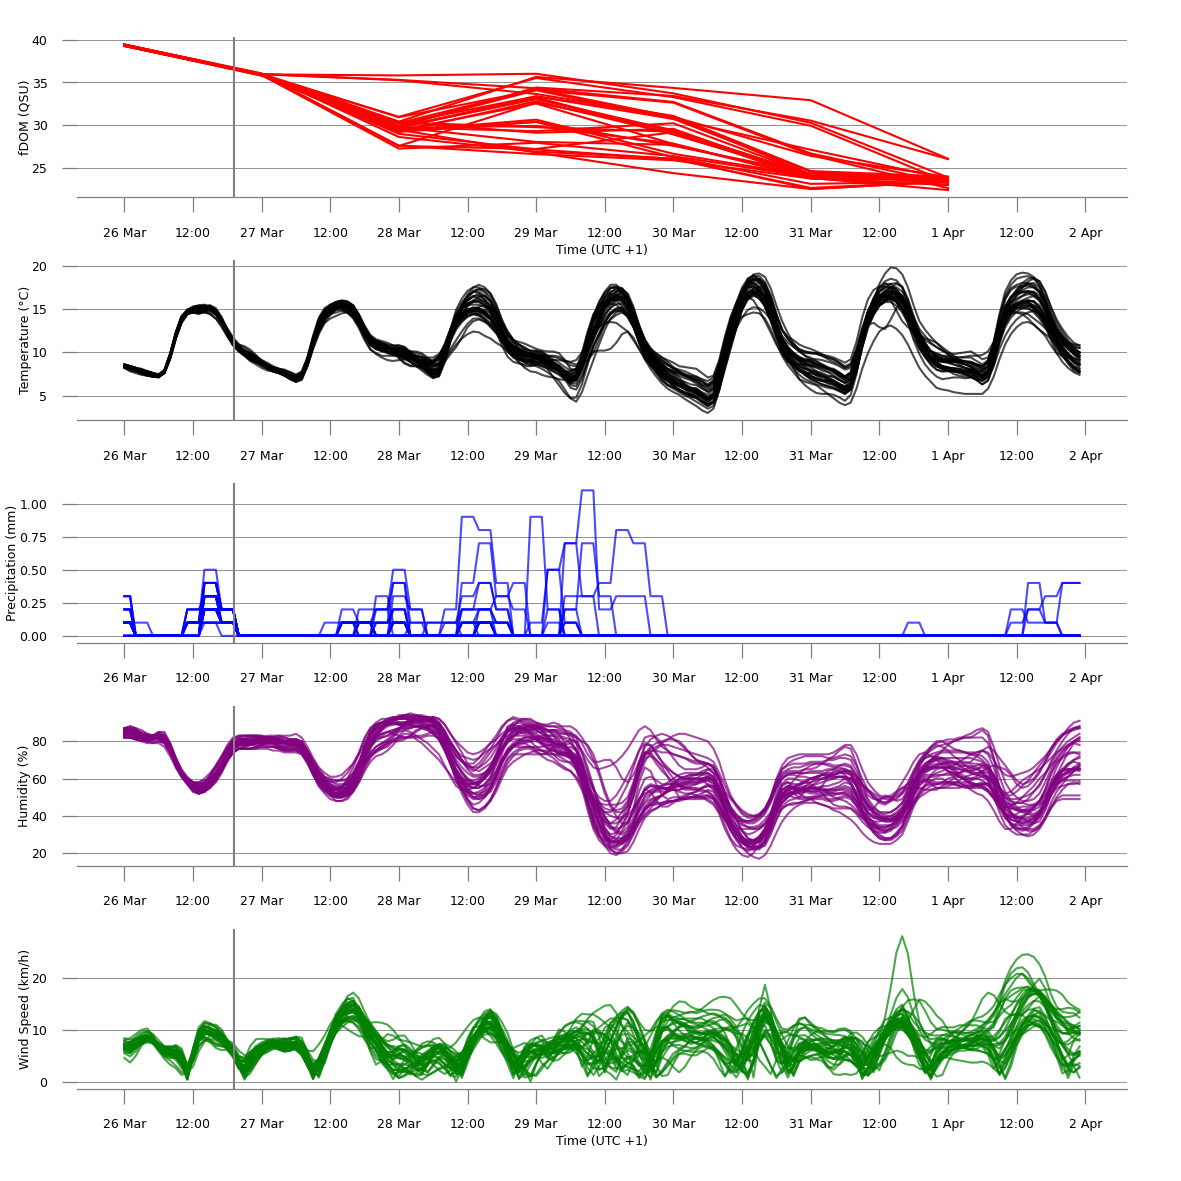 40
35
30
25
fDOM (QSU)
26 Mar 12:00 27 Mar 12:00 28 Mar 12:00 29 Mar 12:00 30 Mar 12:00 31 Mar 12:00 1 Apr 12:00 2 Apr
Time (UTC +1)
20
15
10
5
Temperature (°C)
26 Mar 12:00 27 Mar 12:00 28 Mar 12:00 29 Mar 12:00 30 Mar 12:00 31 Mar 12:00 1 Apr 12:00 2 Apr
1.00
0.75
0.50
0.25
0.00
Precipitation (mm)
26 Mar 12:00 27 Mar 12:00 28 Mar 12:00 29 Mar 12:00 30 Mar 12:00 31 Mar 12:00 1 Apr 12:00 2 Apr
80
60
40
20
Humidity (%)
26 Mar 12:00 27 Mar 12:00 28 Mar 12:00 29 Mar 12:00 30 Mar 12:00 31 Mar 12:00 1 Apr 12:00 2 Apr
20
10
0
Wind Speed (km/h)
26 Mar 12:00 27 Mar 12:00 28 Mar 12:00 29 Mar 12:00 30 Mar 12:00 31 Mar 12:00 1 Apr 12:00 2 Apr
Time (UTC +1)